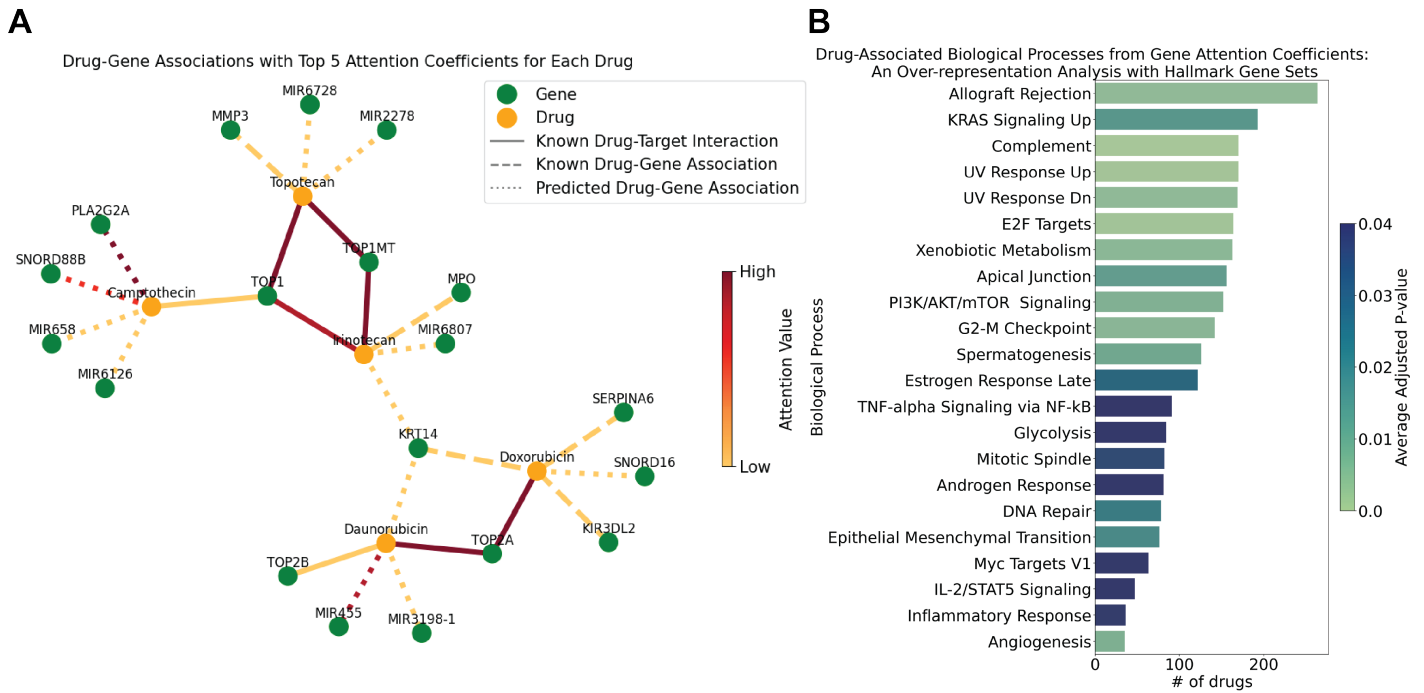 A
Drug-Gene Associations with Top 5 Attention Coefficients for Each Drug
MIR6728
MMP3
MIR2278
Topotecan
PLA2G2A
SNORD88B
TOP1MT
Camptothecin
TOP1
MPO
MIR658
Irinotecan
MIR6807
MIR6126
SERPINA6
KRT14
Doxorubicin
SNORD16
Daunorubicin
KIR3DL2
TOP2A
TOP2B
MIR455
MIR3198-1
Gene
Drug
Known Drug-Target Interaction
Known Drug-Gene Association
Predicted Drug-Gene Association
High
Attention Value
Low
B
Drug-Associated Biological Processes from Gene Attention Coefficients:
An Over-representation Analysis with Hallmark Gene Sets
Biological Process
Allograft Rejection
KRAS Signaling Up
Complement
UV Response Up
UV Response Dn
E2F Targets
Xenobiotic Metabolism
Apical Junction
PI3K/AKT/mTOR  Signaling
G2-M Checkpoint
Spermatogenesis
Estrogen Response Late
TNF-alpha Signaling via NF-kB
Glycolysis
Mitotic Spindle
Androgen Response
DNA Repair
Epithelial Mesenchymal Transition
Myc Targets V1
IL-2/STAT5 Signaling
Inflammatory Response
Angiogenesis
0 100 200
# of drugs
0.04
0.03
0.02
0.01
0.0
Average Adjusted P-value